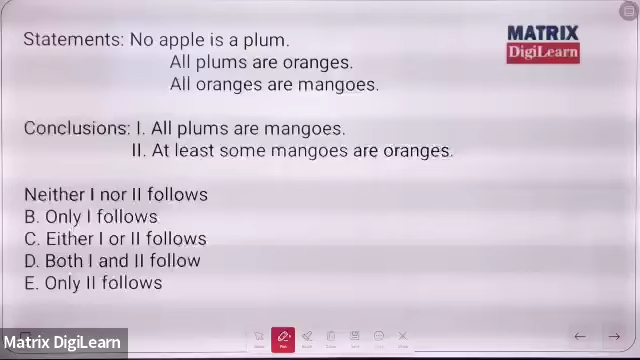 MATRIX
DigiLearn
Statements: No apple is a plum.
All plums are oranges.
All oranges are mangoes.
Conclusions: I. All plums are mangoes.
II. At least some mangoes are oranges.
Neither I nor II follows
B. Only I follows
C. Either I or II follows
D. Both I and II follow
E. Only II follows
Matrix DigiLearn